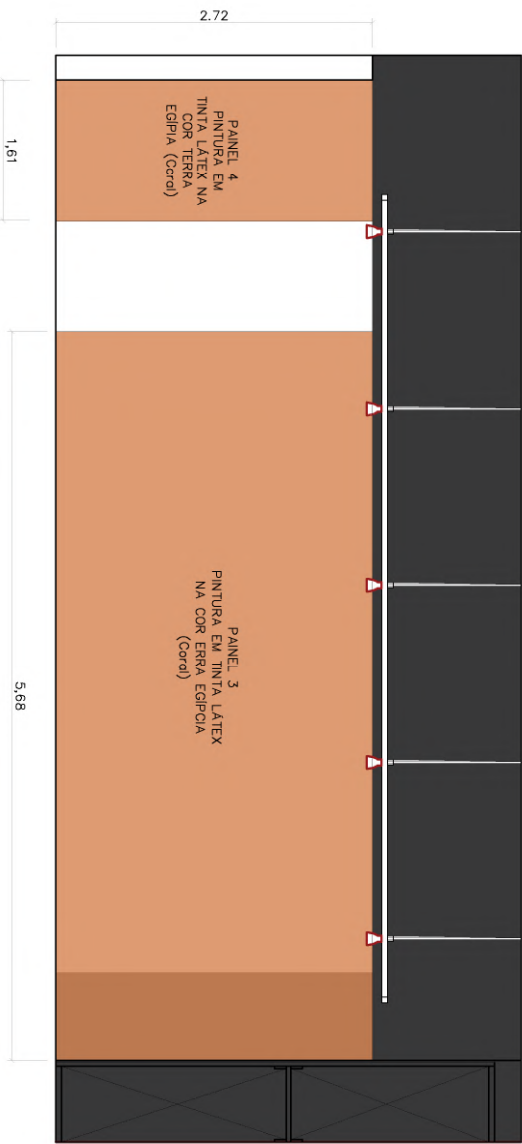 2.72
PAINEL 4
PINTURA EM
TINTA LÁTEX NA
COR TERRA
EGÍPIA (Coral)
1,61
PAINEL 3
PINTURA EM TINTA LÁTEX
NA COR ERRA EGÍPCIA
(Coral)
5,68